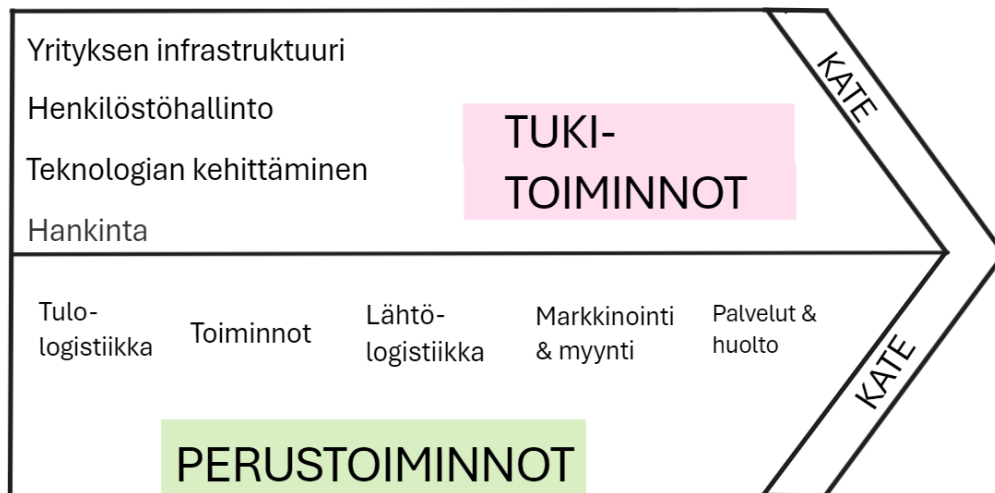 Yrityksen infrastruktuuri
Henkilöstöhallinto
Teknologian kehittäminen
Hankinta
TUKI-
TOIMINNOT
KATE
Tulo-
logistiikka
Toiminnot
Lähtö-
logistiikka
Markkinointi
& myynti
Palvelut &
huolto
KATE
PERUSTOIMINNOT